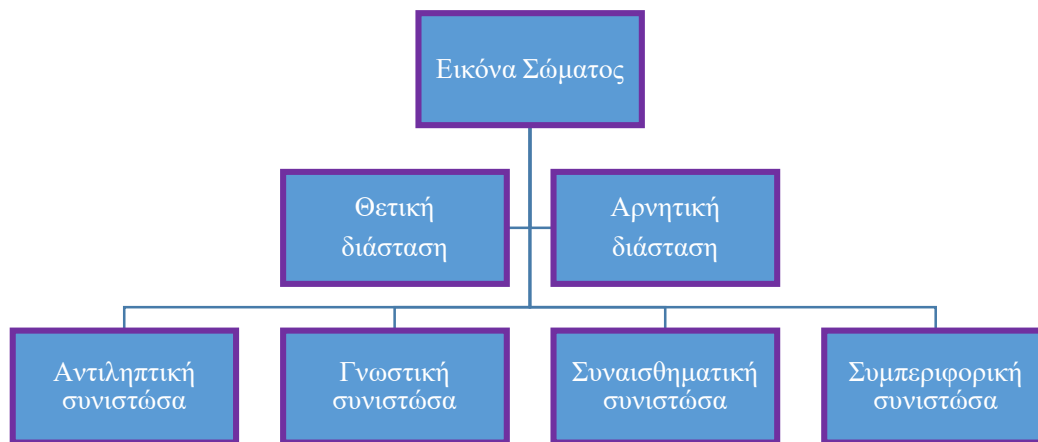 Εικόνα Σώματος
Θετική
διάσταση
Αρνητική
διάσταση
Αντιληπτική
συνιστώσα
Γνωστική
συνιστώσα
Συναισθηματική
συνιστώσα
Συμπεριφορική
συνιστώσα